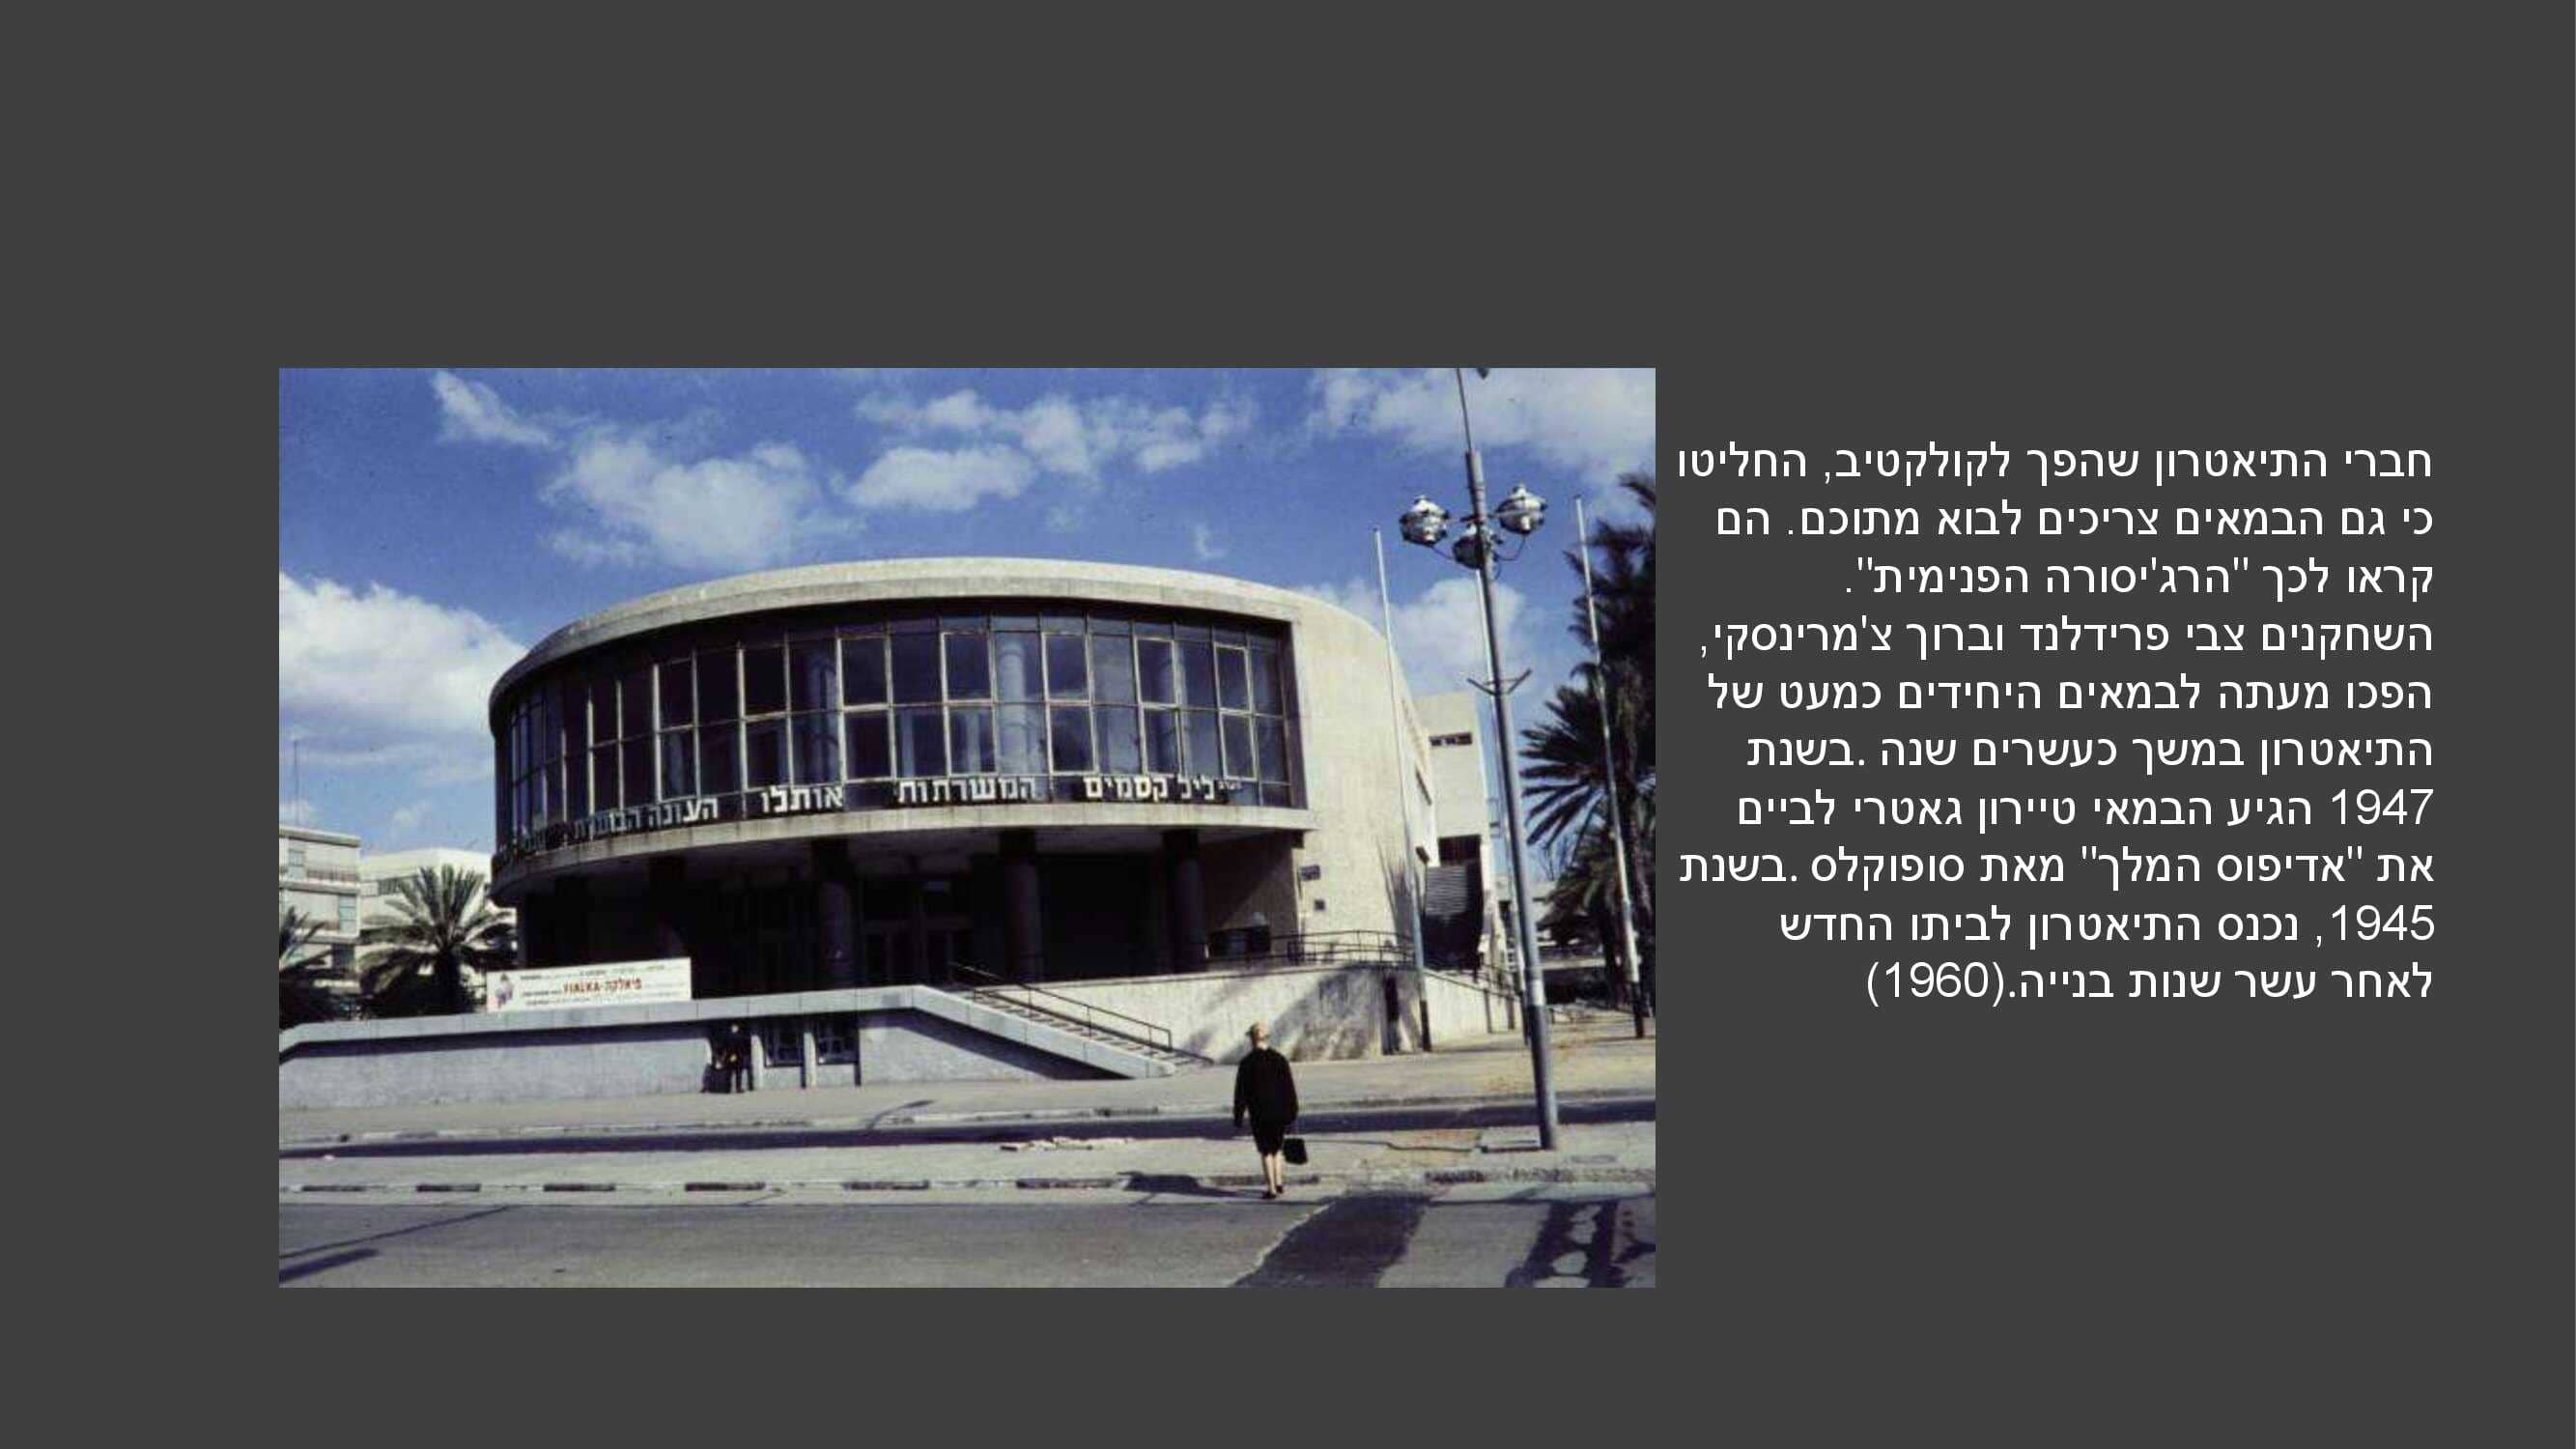 חברי התיאטרון שהפך לקולקטיב, החליטו
כי גם הבמאים צריכים לבוא מתוכם. הם
קראו לכך "הרג'יסורה הפנימית".
השחקנים צבי פרידלנד וברוך צ'מרינסקי,
הפכו מעתה לבמאים היחידים כמעט של
התיאטרון במשך כעשרים שנה .בשנת
1947 הגיע הבמאי טיירון גאטרי לביים
את "אדיפוס המלך" מאת סופוקלס .בשנת
1945, נכנס התיאטרון לביתו החדש
לאחר עשר שנות בנייה.(1960)
ליל קסמים המשרתות אותלו העונה
פיאלקה-FIALKA